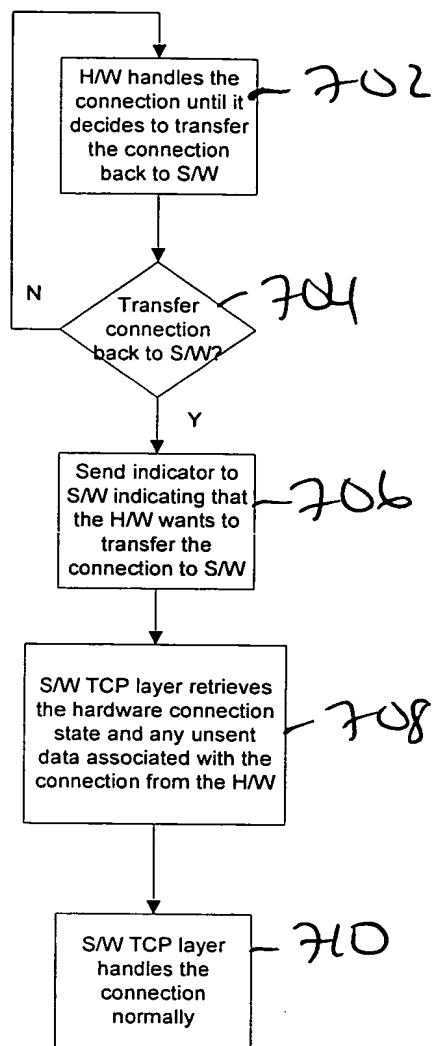 H/W handles the
connection until it
decides to transfer
the connection
back to S/W
702
N
Transfer
connection
back to S/W?
704
Y
Send indicator to
S/W indicating that
the H/W wants to
transfer the
connection to S/W
706
S/W TCP layer retrieves
the hardware connection
state and any unsent
data associated with the
connection from the H/W
708
S/W TCP layer
handles the
connection
normally
710